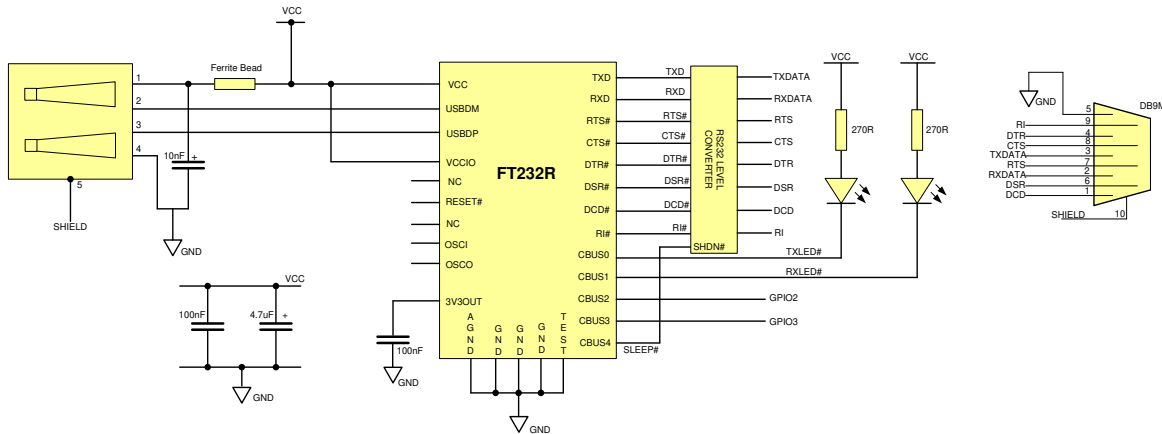 VCC
Ferrite Bead
1
2
3
4
5
SHIELD
10nF
+
GND
VCC
100nF
4.7uF
+
GND
FT232R
VCC
USBDM
USBDP
VCCIO
NC
RESET#
NC
OSCI
OSCO
3V3OUT
AGND
GND
GND
GND
TEST
100nF
GND
GND
TXD
RXD
RTS#
CTS#
DTR#
DSR#
DCD#
RI#
CBUS0
CBUS1
CBUS2
CBUS3
CBUS4
TXD
RXD
RTS#
CTS#
DTR#
DSR#
DCD#
RI#
RS232 LEVEL
CONVERTER
SHDN#
SLEEP#
TXDATA
RXDATA
RTS
CTS
DTR
DSR
DCD
RI
TXLED#
RXLED#
GPIO2
GPIO3
VCC
270R
VCC
270R
GND
DB9M
5
RI 9
DTR 4
CTS 8
TXDATA 3
RTS 7
RXDATA 2
DSR 6
DCD 1
SHIELD 10